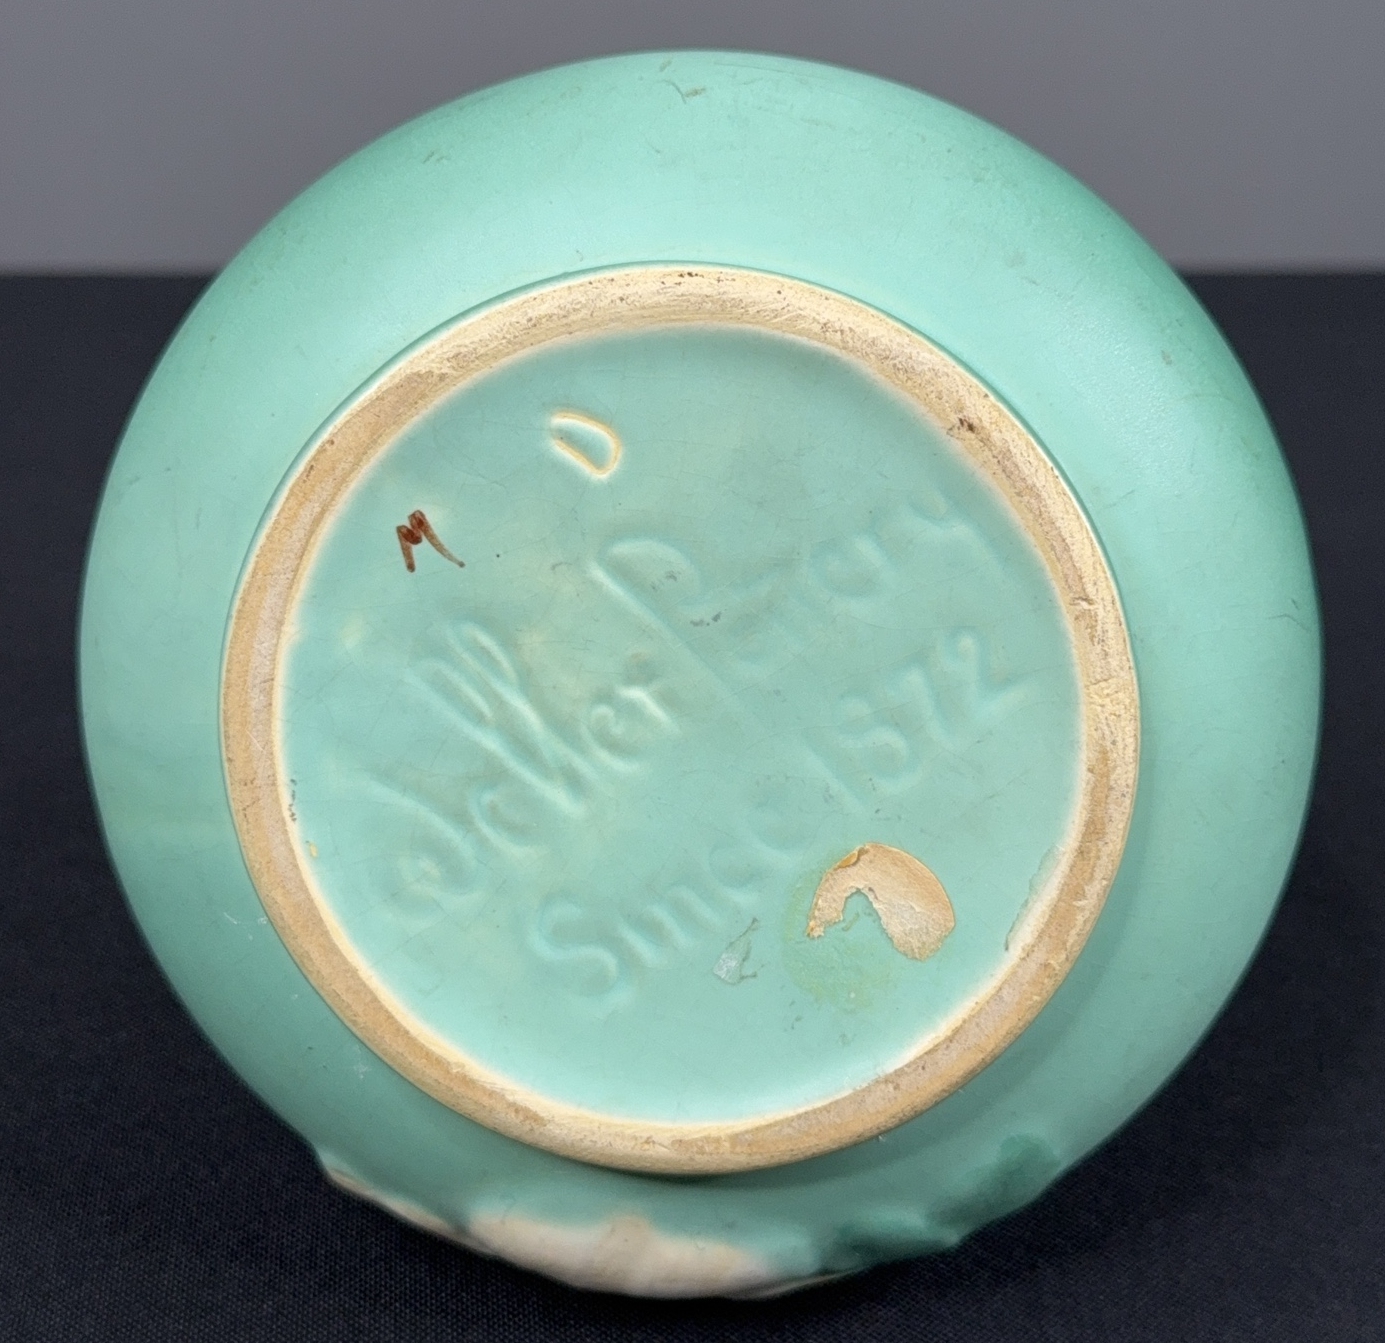 D
M
Weller Pottery
Since 1872